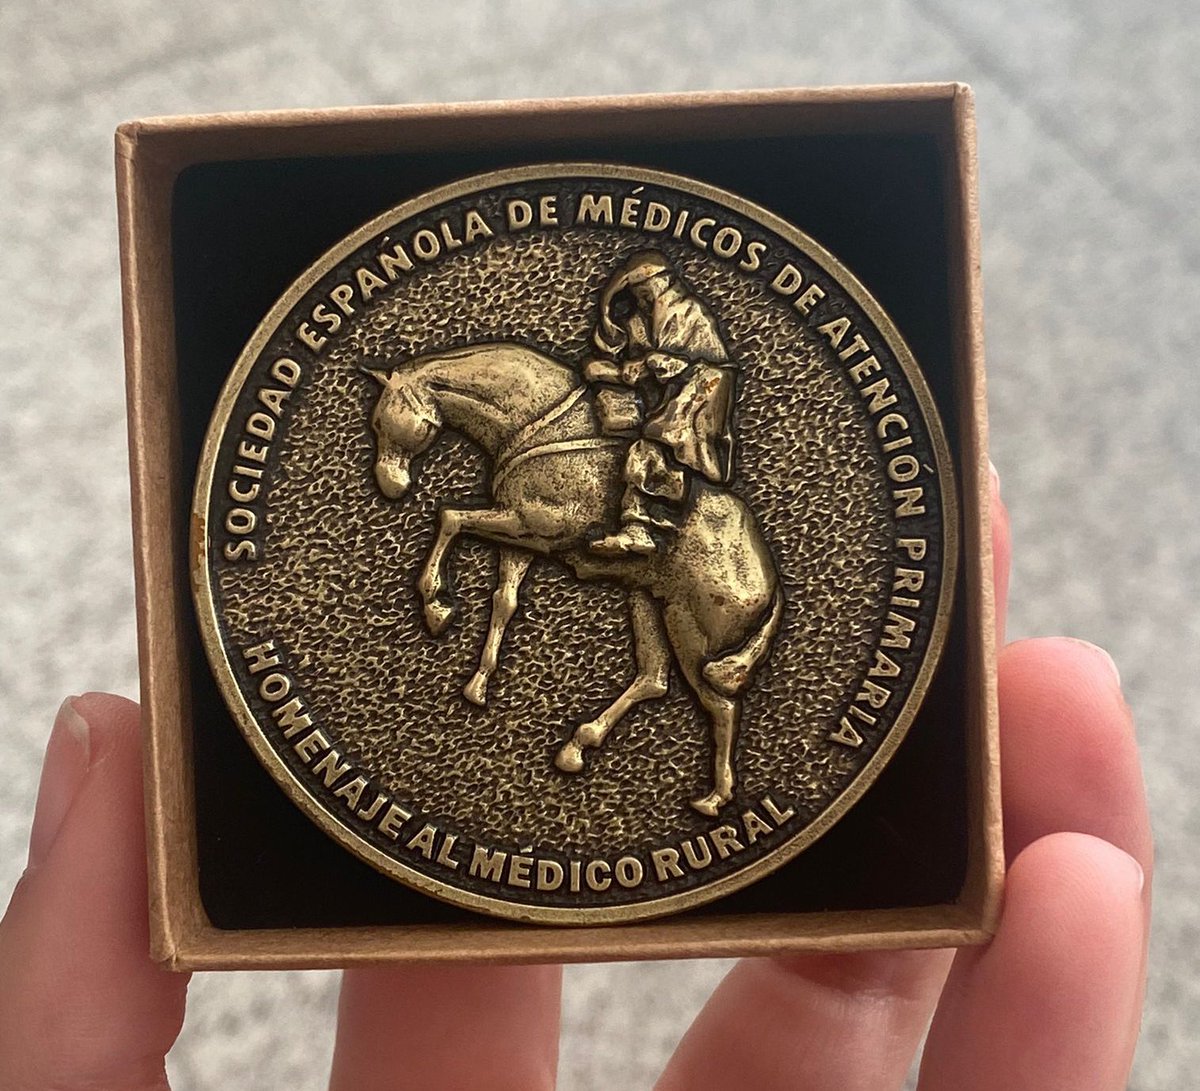 SOCIEDAD ESPAÑOLA DE MÉDICOS DE ATENCIÓN PRIMARIA
HOMENAJE AL MÉDICO RURAL